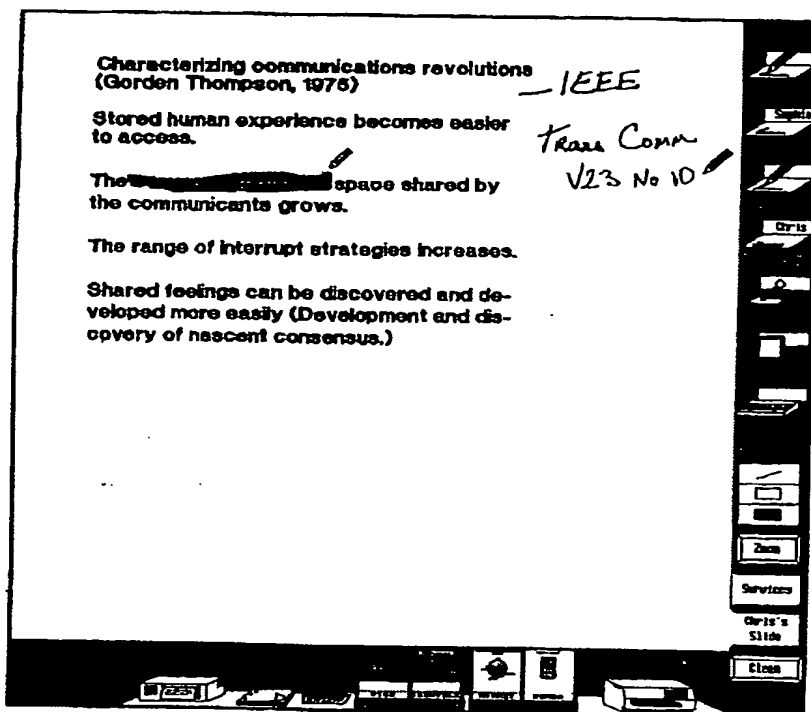 Characterizing communications revolutions
(Gorden Thompson, 1975)
— IEEE
Trans Comm
V23 No 10
Stored human experience becomes easier
to access.
The space shared by
the communicants grows.
The range of interrupt strategies increases.
Shared feelings can be discovered and de-
veloped more easily (Development and dis-
covery of nascent consensus.)
Chris
Zoom
Services
Chris's
Slide
Clean